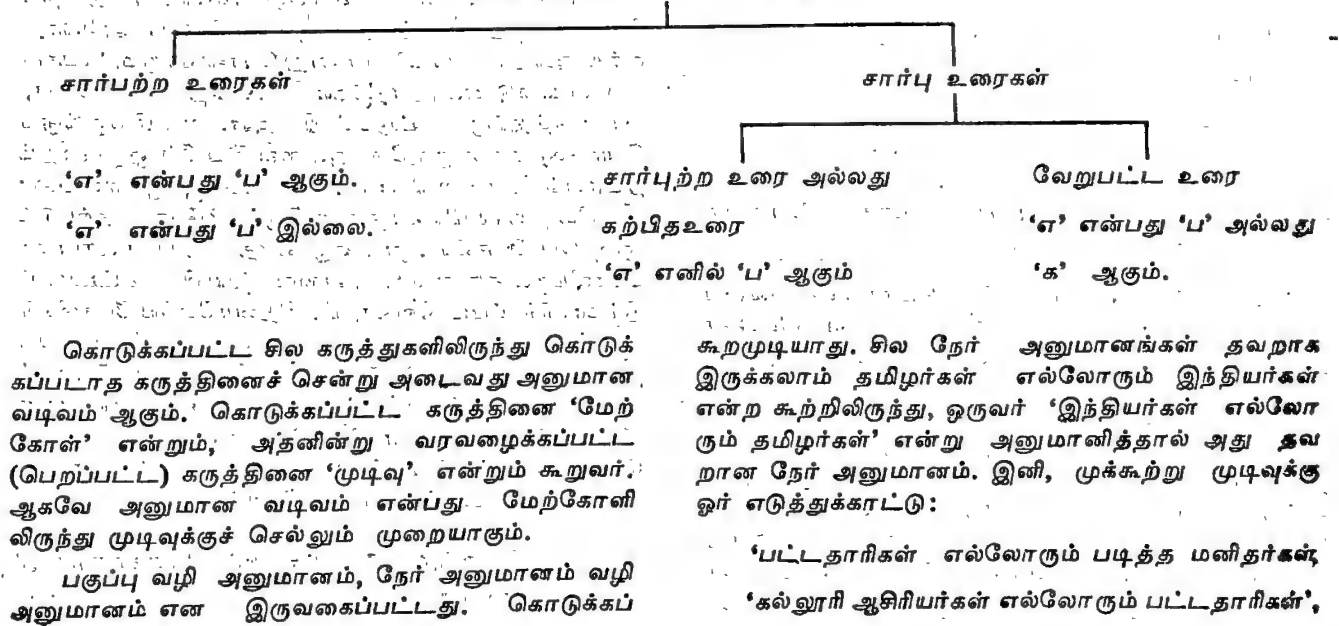 சார்பற்ற உரைகள்
சார்பு உரைகள்
‘எ’ என்பது ‘ப’ ஆகும்.
‘எ’ என்பது ‘ப’ இல்லை.
சார்புற்ற உரை அல்லது
கற்பிதஉரை
‘எ’ எனில் ‘ப’ ஆகும்
வேறுபட்ட உரை
‘எ’ என்பது ‘ப’ அல்லது
‘க’ ஆகும்.
கொடுக்கப்பட்ட சில கருத்துகளிலிருந்து கொடுக்
கப்படாத கருத்தினைச் சென்று அடைவது அனுமான
வடிவம் ஆகும். கொடுக்கப்பட்ட கருத்தினை ‘மேற்
கோள்’ என்றும், அதனின்று வரவழைக்கப்பட்ட
(பெறப்பட்ட) கருத்தினை ‘முடிவு’ என்றும் கூறுவர்.
ஆகவே அனுமான வடிவம் என்பது மேற்கோளி
லிருந்து முடிவுக்குச் செல்லும் முறையாகும்.
பகுப்பு வழி அனுமானம், நேர் அனுமானம் வழி
அனுமானம் என இருவகைப்பட்டது. கொடுக்கப்
கூறமுடியாது. சில நேர் அனுமானங்கள் தவறாக
இருக்கலாம் தமிழர்கள் எல்லோரும் இந்தியர்கள்
என்ற கூற்றிலிருந்து, ஒருவர் ‘இந்தியர்கள் எல்லோ
ரும் தமிழர்கள்’ என்று அனுமானித்தால் அது தவ
றான நேர் அனுமானம். இனி, முக்கூற்று முடிவுக்கு
ஓர் எடுத்துக்காட்டு:
‘பட்டதாரிகள் எல்லோரும் படித்த மனிதர்கள்,
‘கல்லூரி ஆசிரியர்கள் எல்லோரும் பட்டதாரிகள்’,